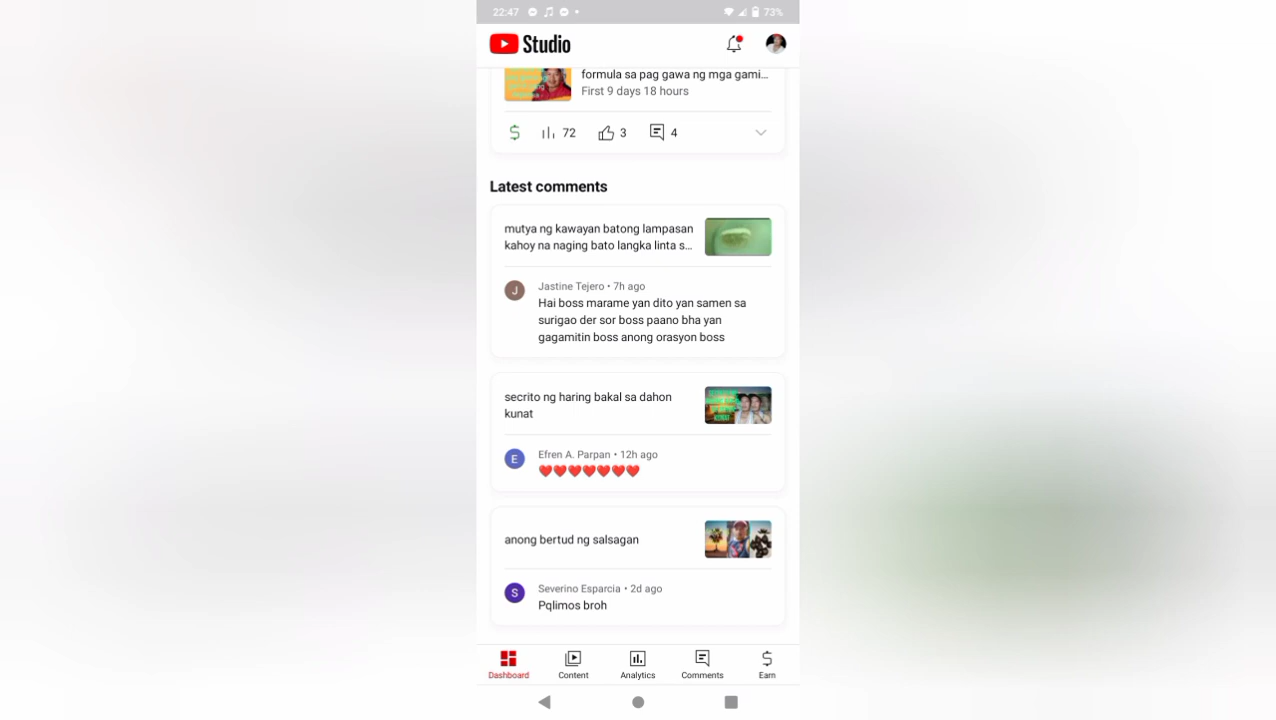 22:47
73%
Studio
formula sa pag gawa ng mga gami...
First 9 days 18 hours
72
3
4
Latest comments
mutya ng kawayan batong lampasan
kahoy na naging bato langka linta s...
J
Jastine Tejero • 7h ago
Hai boss marame yan dito yan samen sa
surigao der sor boss paano bha yan
gagamitin boss anong orasyon boss
secrito ng haring bakal sa dahon
kunat
E
Efren A. Parpan • 12h ago
❤️❤️❤️❤️❤️❤️❤️
anong bertud ng salsagan
S
Severino Esparcia • 2d ago
Pqlimos broh
Dashboard
Content
Analytics
Comments
Earn